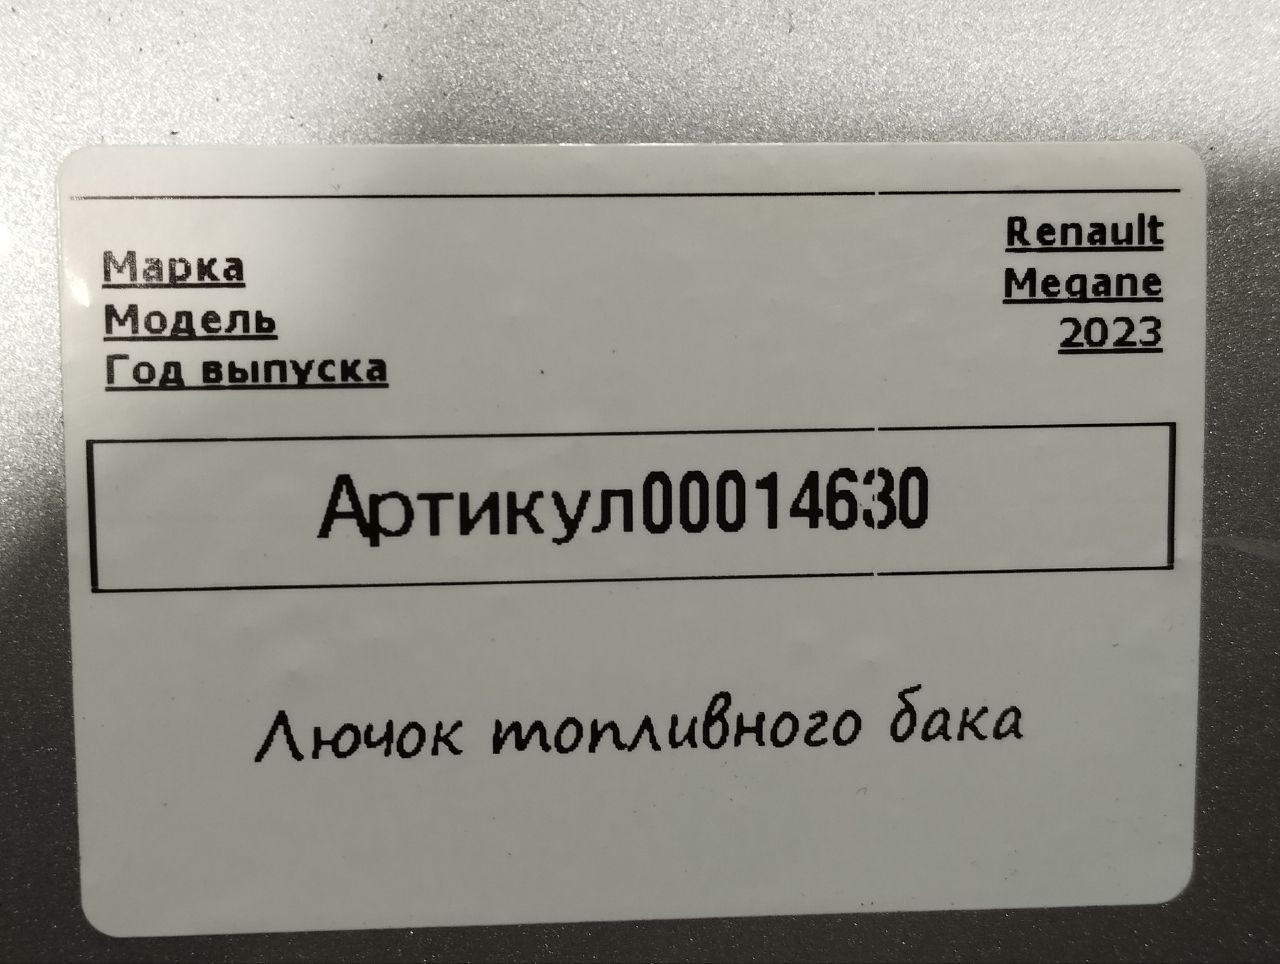 Марка Renault
Модель Megane
Год выпуска 2023
Артикул00014630
Лючок топливного бака